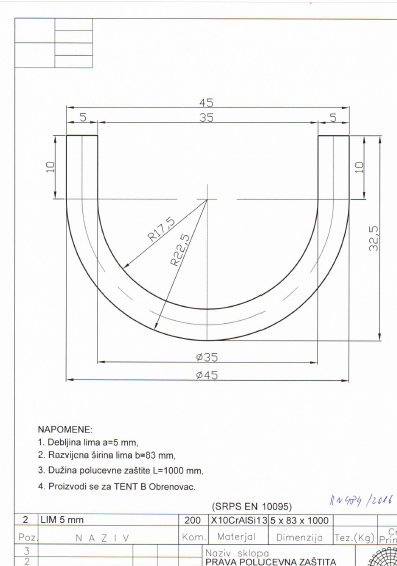 45
5 35 5
10
10
R17,5
R22,5
32,5
ø35
ø45
NAPOMENE:
1. Debljina lima a=5 mm,
2. Razvijcna širina lima b=83 mm,
3. Dužina polucevne zaštite L=1000 mm,
4. Proizvodi se za TENT B Obrenovac.
(SRPS EN 10095)
2 LIM 5 mm 200 X10CrAlSi13 5 x 83 x 1000
Poz. N A Z I V Kom. Materjal Dimenzija Tez.(Kg)
3 Naziv sklopa
2 PRAVA POLUCEVNA ZAŠTITA